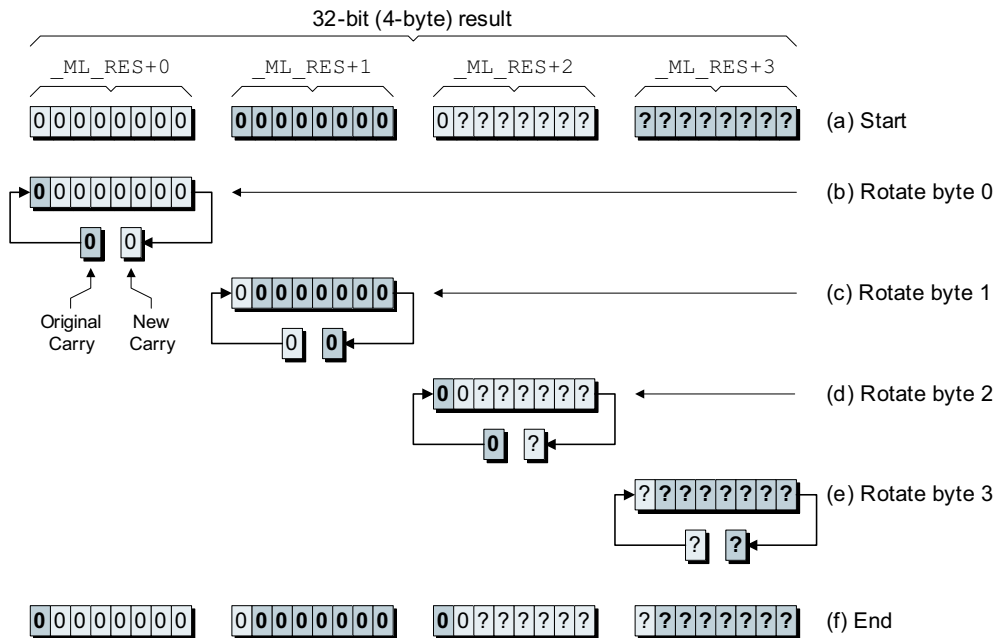 32-bit (4-byte) result
_ML_RES+0 _ML_RES+1 _ML_RES+2 _ML_RES+3
0 0 0 0 0 0 0 0 0 0 0 0 0 0 0 0 0 ? ? ? ? ? ? ? ? ? ? ? ? ? ? ? (a) Start
0 0 0 0 0 0 0 0 (b) Rotate byte 0
0 0
Original Carry
New Carry
0 0 0 0 0 0 0 0 (c) Rotate byte 1
0 0
0 0 ? ? ? ? ? ? (d) Rotate byte 2
0 ?
? ? ? ? ? ? ? ? (e) Rotate byte 3
? ?
0 0 0 0 0 0 0 0 0 0 0 0 0 0 0 0 0 0 ? ? ? ? ? ? ? ? ? ? ? ? ? ? (f) End